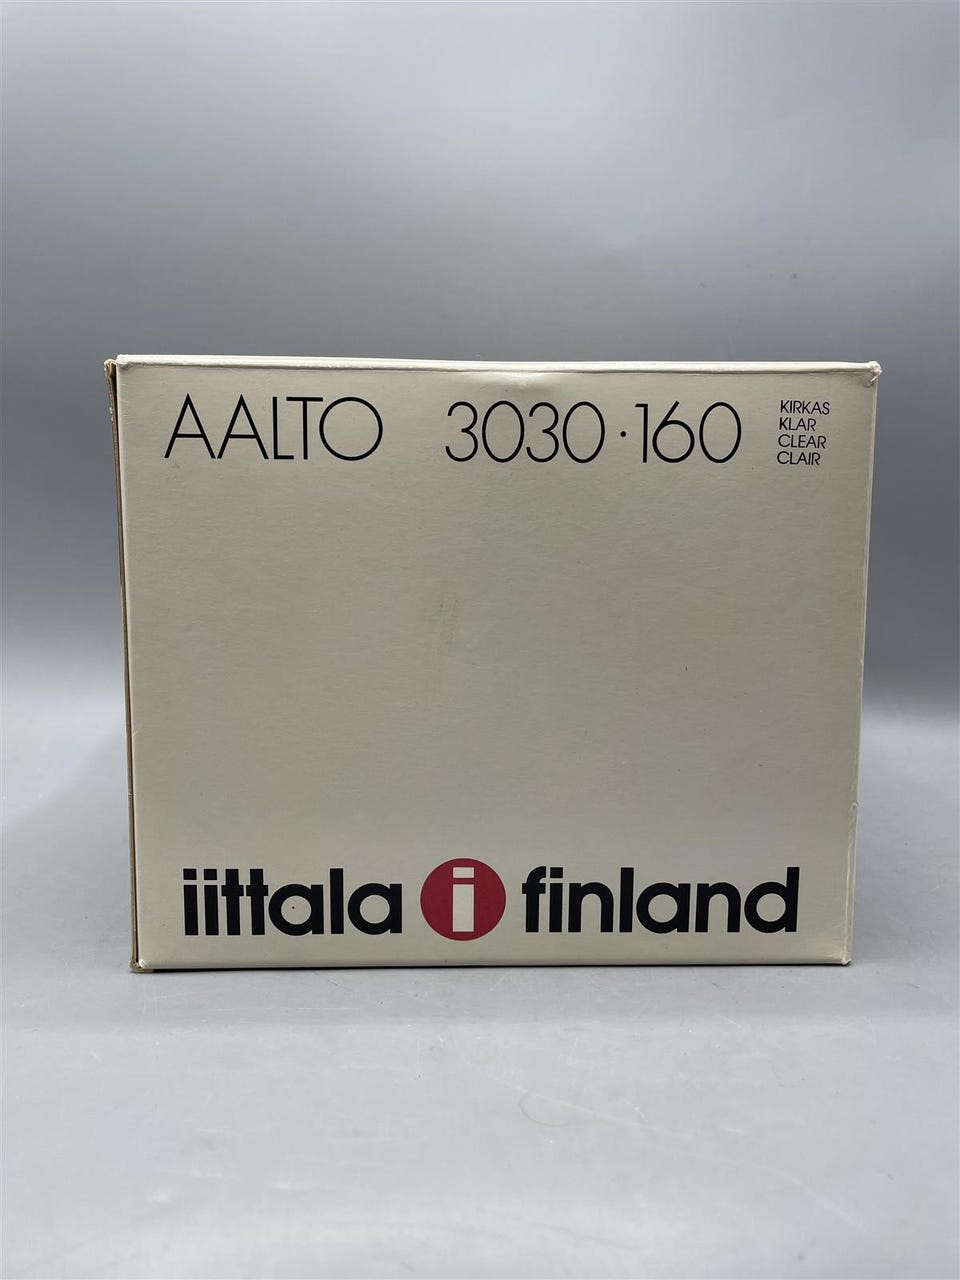 AALTO 3030·160
KIRKAS
KLAR
CLEAR
CLAIR
iittala i finland